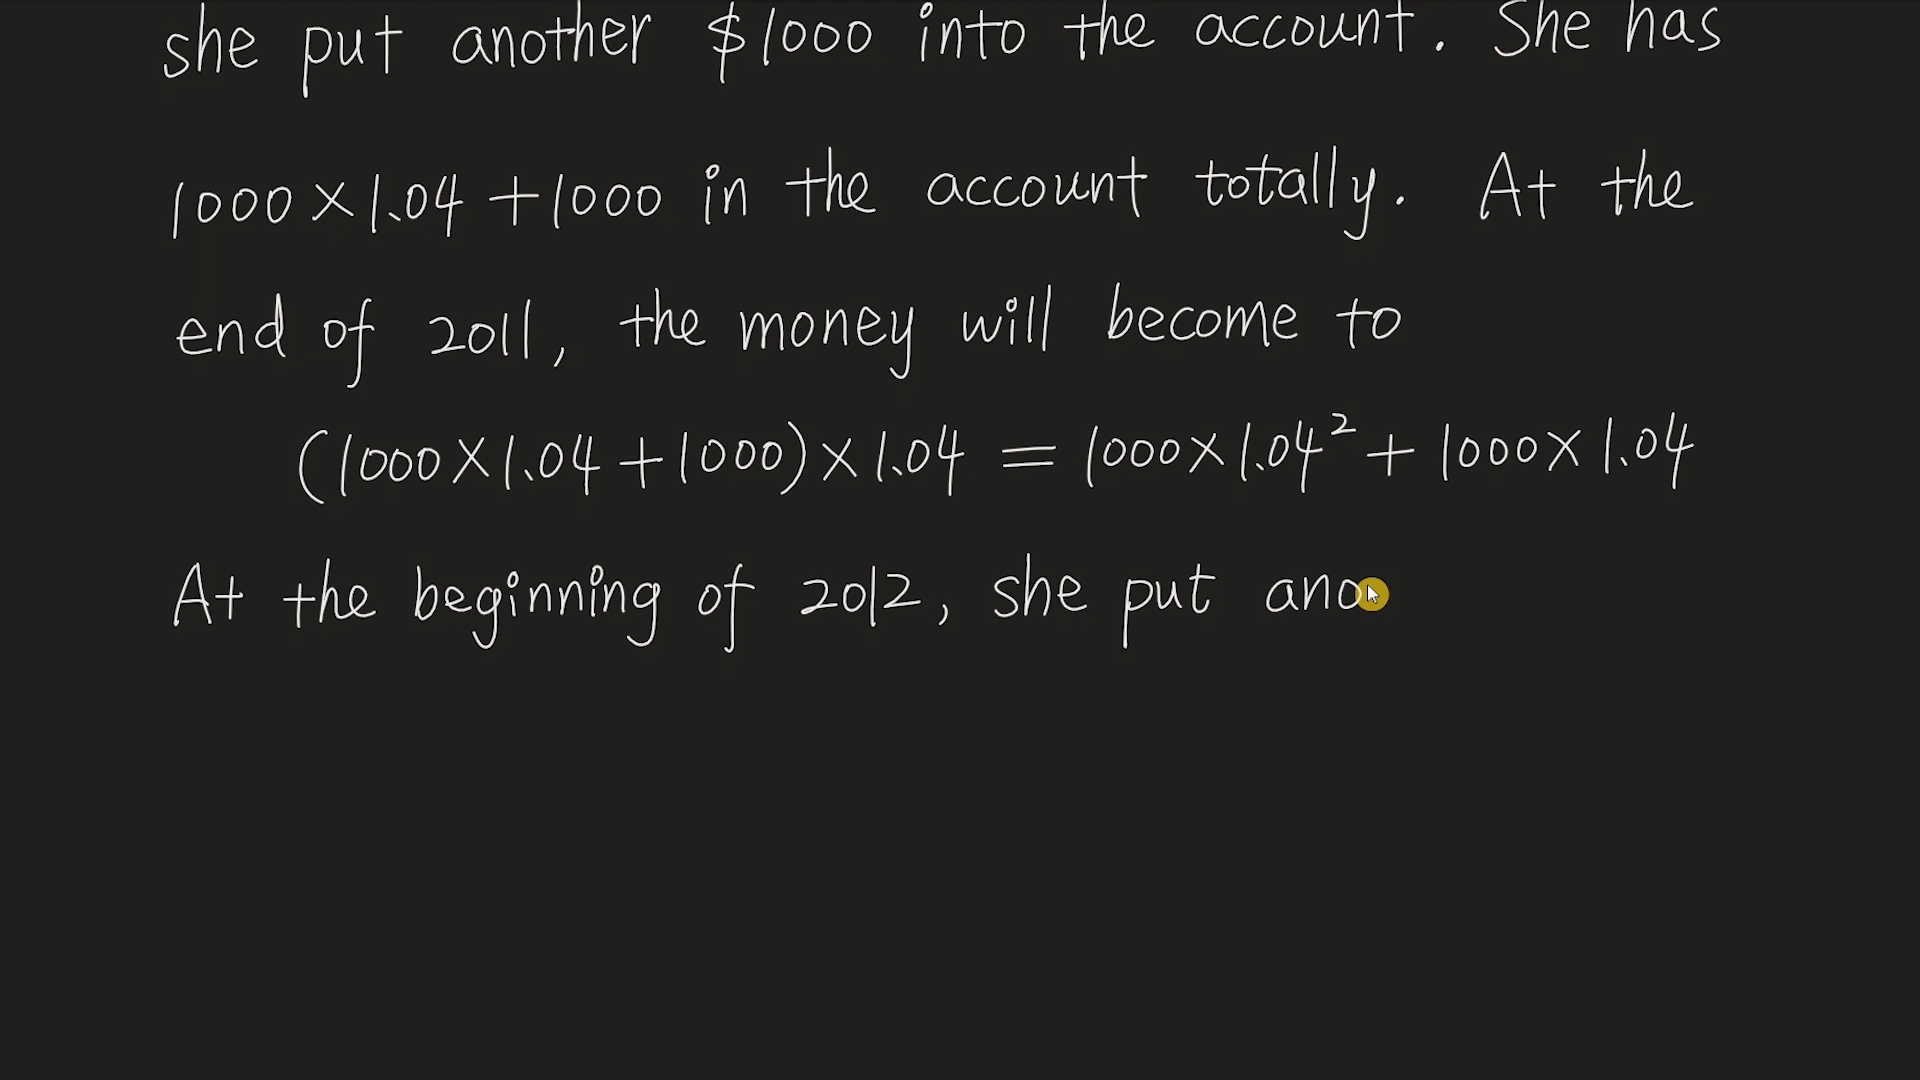 she put another $1000 into the account. She has
1000×1.04+1000 in the account totally. At the
end of 2011, the money will become to
(1000×1.04+1000)×1.04 = 1000×1.04² + 1000×1.04
At the beginning of 2012, she put ano